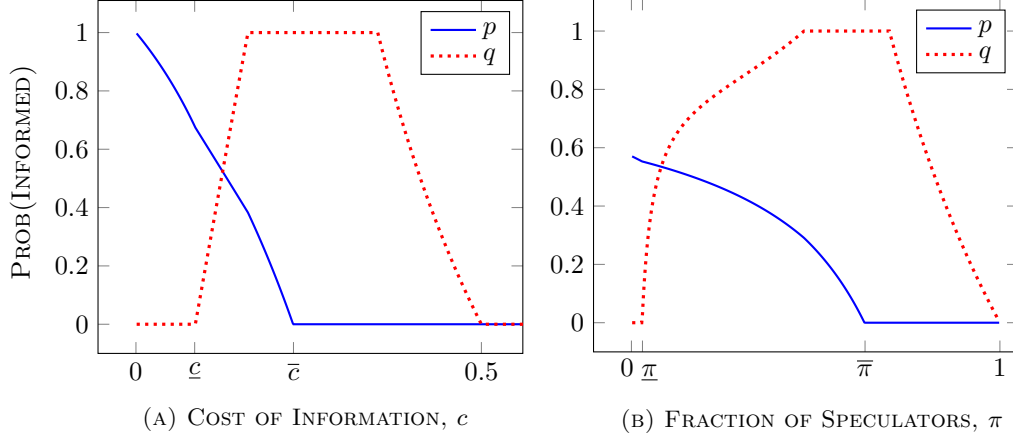 PROB(INFORMED)
1
0.8
0.6
0.4
0.2
0
0
c
c̅
0.5
p
q
(A) COST OF INFORMATION, c
1
0.8
0.6
0.4
0.2
0
0
π
π̅
1
p
q
(B) FRACTION OF SPECULATORS, π